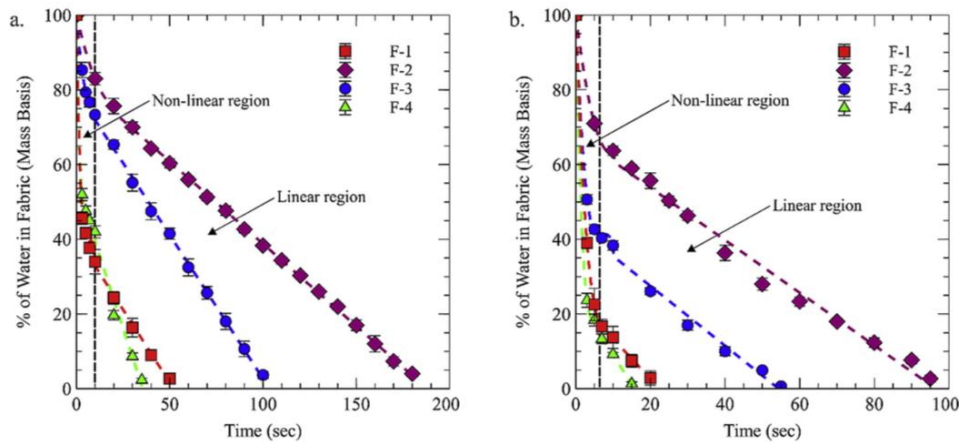 a.
% of Water in Fabric (Mass Basis)
100
80
60
40
20
0
0
50
100
150
200
Time (sec)
F-1
F-2
F-3
F-4
Non-linear region
Linear region
b.
% of Water in Fabric (Mass Basis)
100
80
60
40
20
0
0
20
40
60
80
100
Time (sec)
F-1
F-2
F-3
F-4
Non-linear region
Linear region